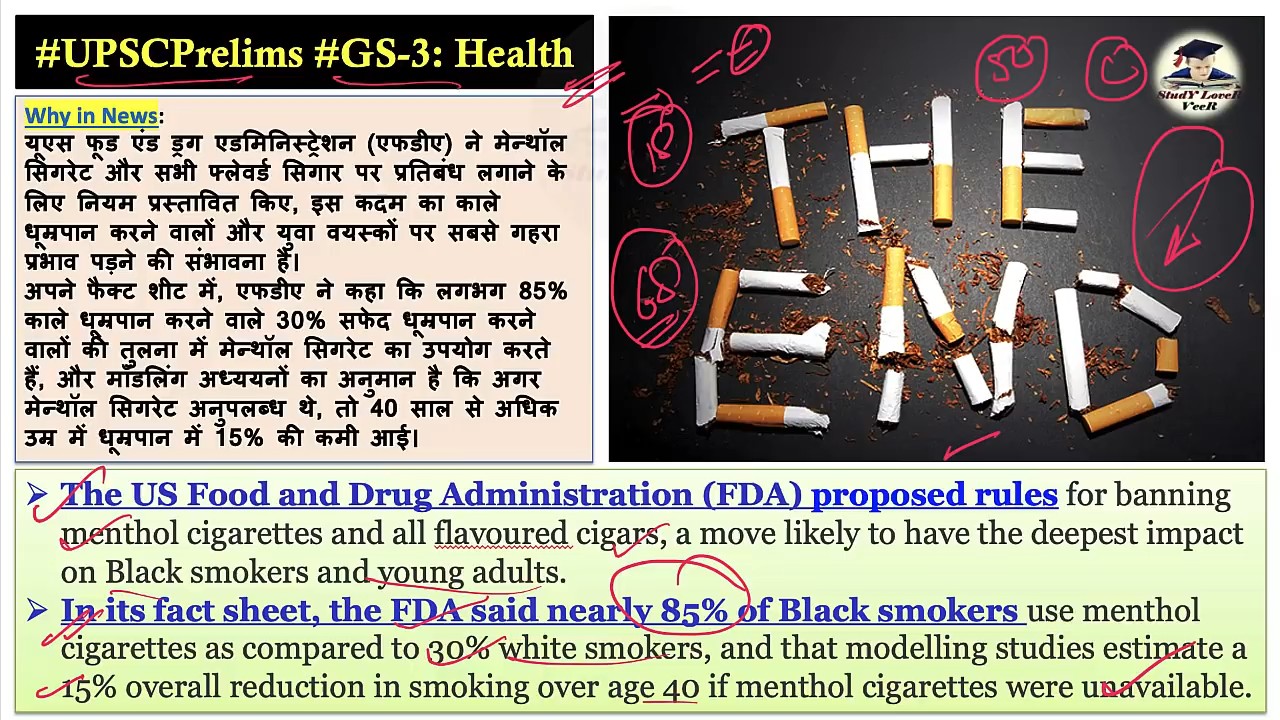 #UPSCPrelims #GS-3: Health
Why in News:
यूएस फूड एंड ड्रग एडमिनिस्ट्रेशन (एफडीए) ने मेन्थॉल
सिगरेट और सभी फ्लेवर्ड सिगार पर प्रतिबंध लगाने के
लिए नियम प्रस्तावित किए, इस कदम का काले
धूम्रपान करने वालों और युवा वयस्कों पर सबसे गहरा
प्रभाव पड़ने की संभावना है।
अपने फैक्ट शीट में, एफडीए ने कहा कि लगभग 85%
काले धूम्रपान करने वाले 30% सफेद धूम्रपान करने
वालों की तुलना में मेन्थॉल सिगरेट का उपयोग करते
हैं, और मॉडलिंग अध्ययनों का अनुमान है कि अगर
मेन्थॉल सिगरेट अनुपलब्ध थे, तो 40 साल से अधिक
उम्र में धूम्रपान में 15% की कमी आई।
THE
END
StudY LoveR
VeeR
➢ The US Food and Drug Administration (FDA) proposed rules for banning
menthol cigarettes and all flavoured cigars, a move likely to have the deepest impact
on Black smokers and young adults.
➢ In its fact sheet, the FDA said nearly 85% of Black smokers use menthol
cigarettes as compared to 30% white smokers, and that modelling studies estimate a
15% overall reduction in smoking over age 40 if menthol cigarettes were unavailable.